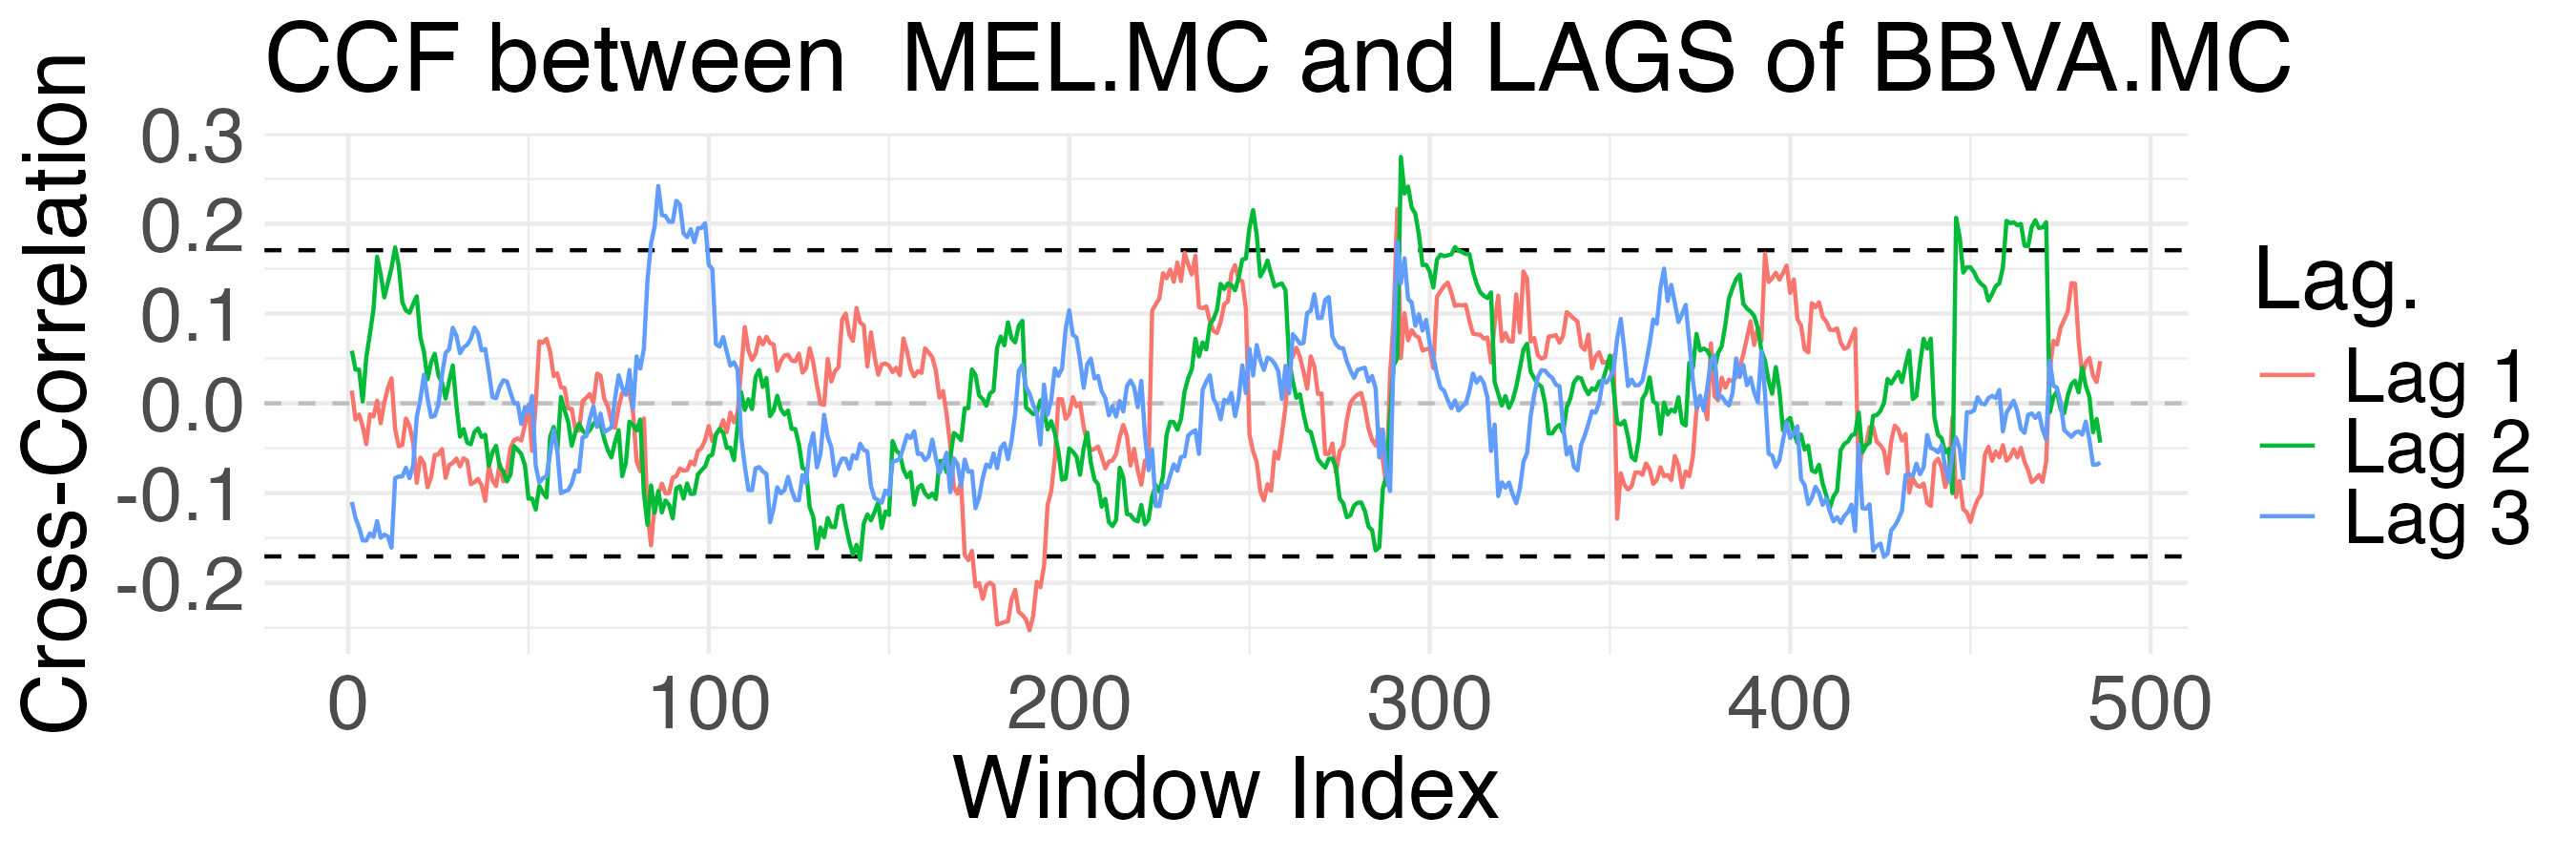 CCF between  MEL.MC and LAGS of BBVA.MC
Cross-Correlation
0.3
0.2
0.1
0.0
-0.1
-0.2
0 100 200 300 400 500
Window Index
Lag.
Lag 1
Lag 2
Lag 3